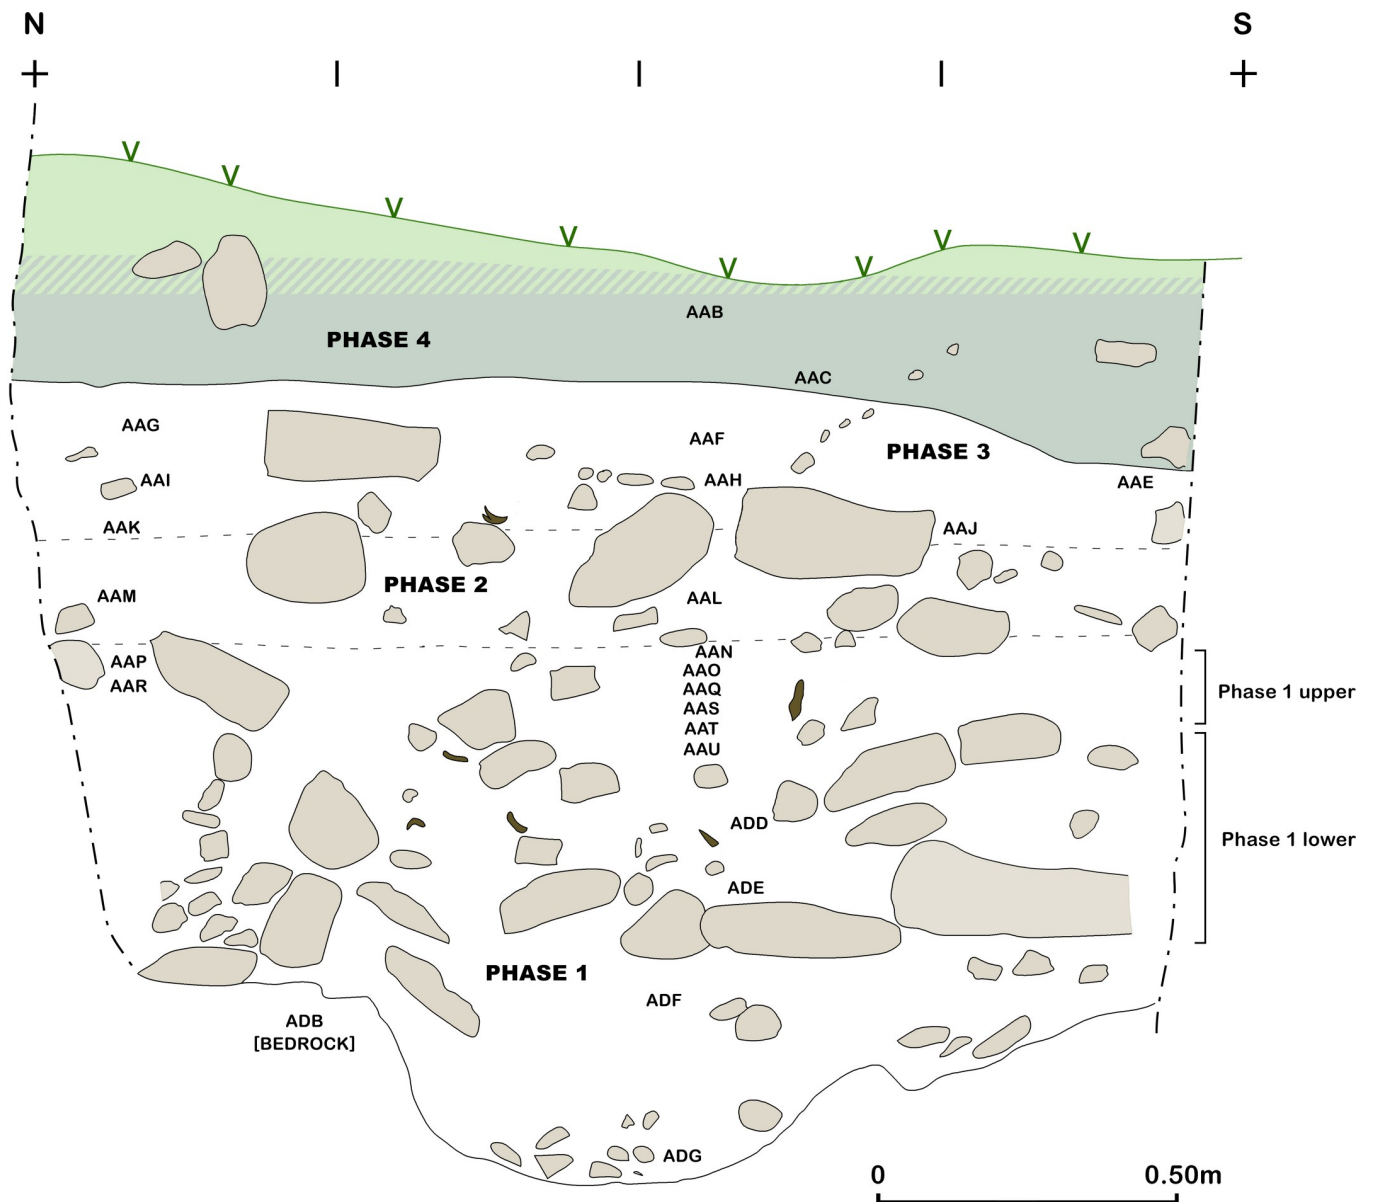 N
S
AAB
PHASE 4
AAC
AAG
AAF
PHASE 3
AAI
AAH
AAE
AAK
AAJ
PHASE 2
AAM
AAL
AAN
AAP
AAO
AAR
AAQ
Phase 1 upper
AAS
AAT
AAU
ADD
Phase 1 lower
ADE
PHASE 1
ADF
ADB
[BEDROCK]
ADG
0
0.50m